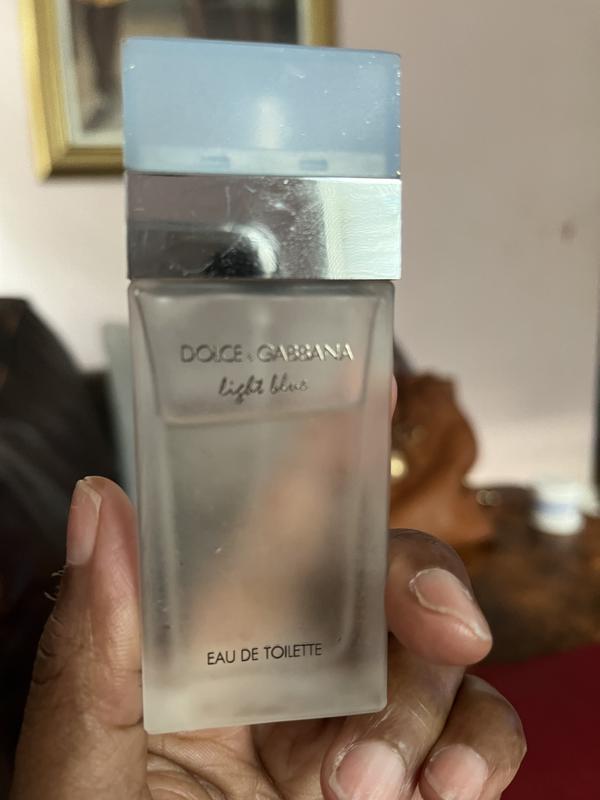 DOLCE & GABBANA
light blue
EAU DE TOILETTE